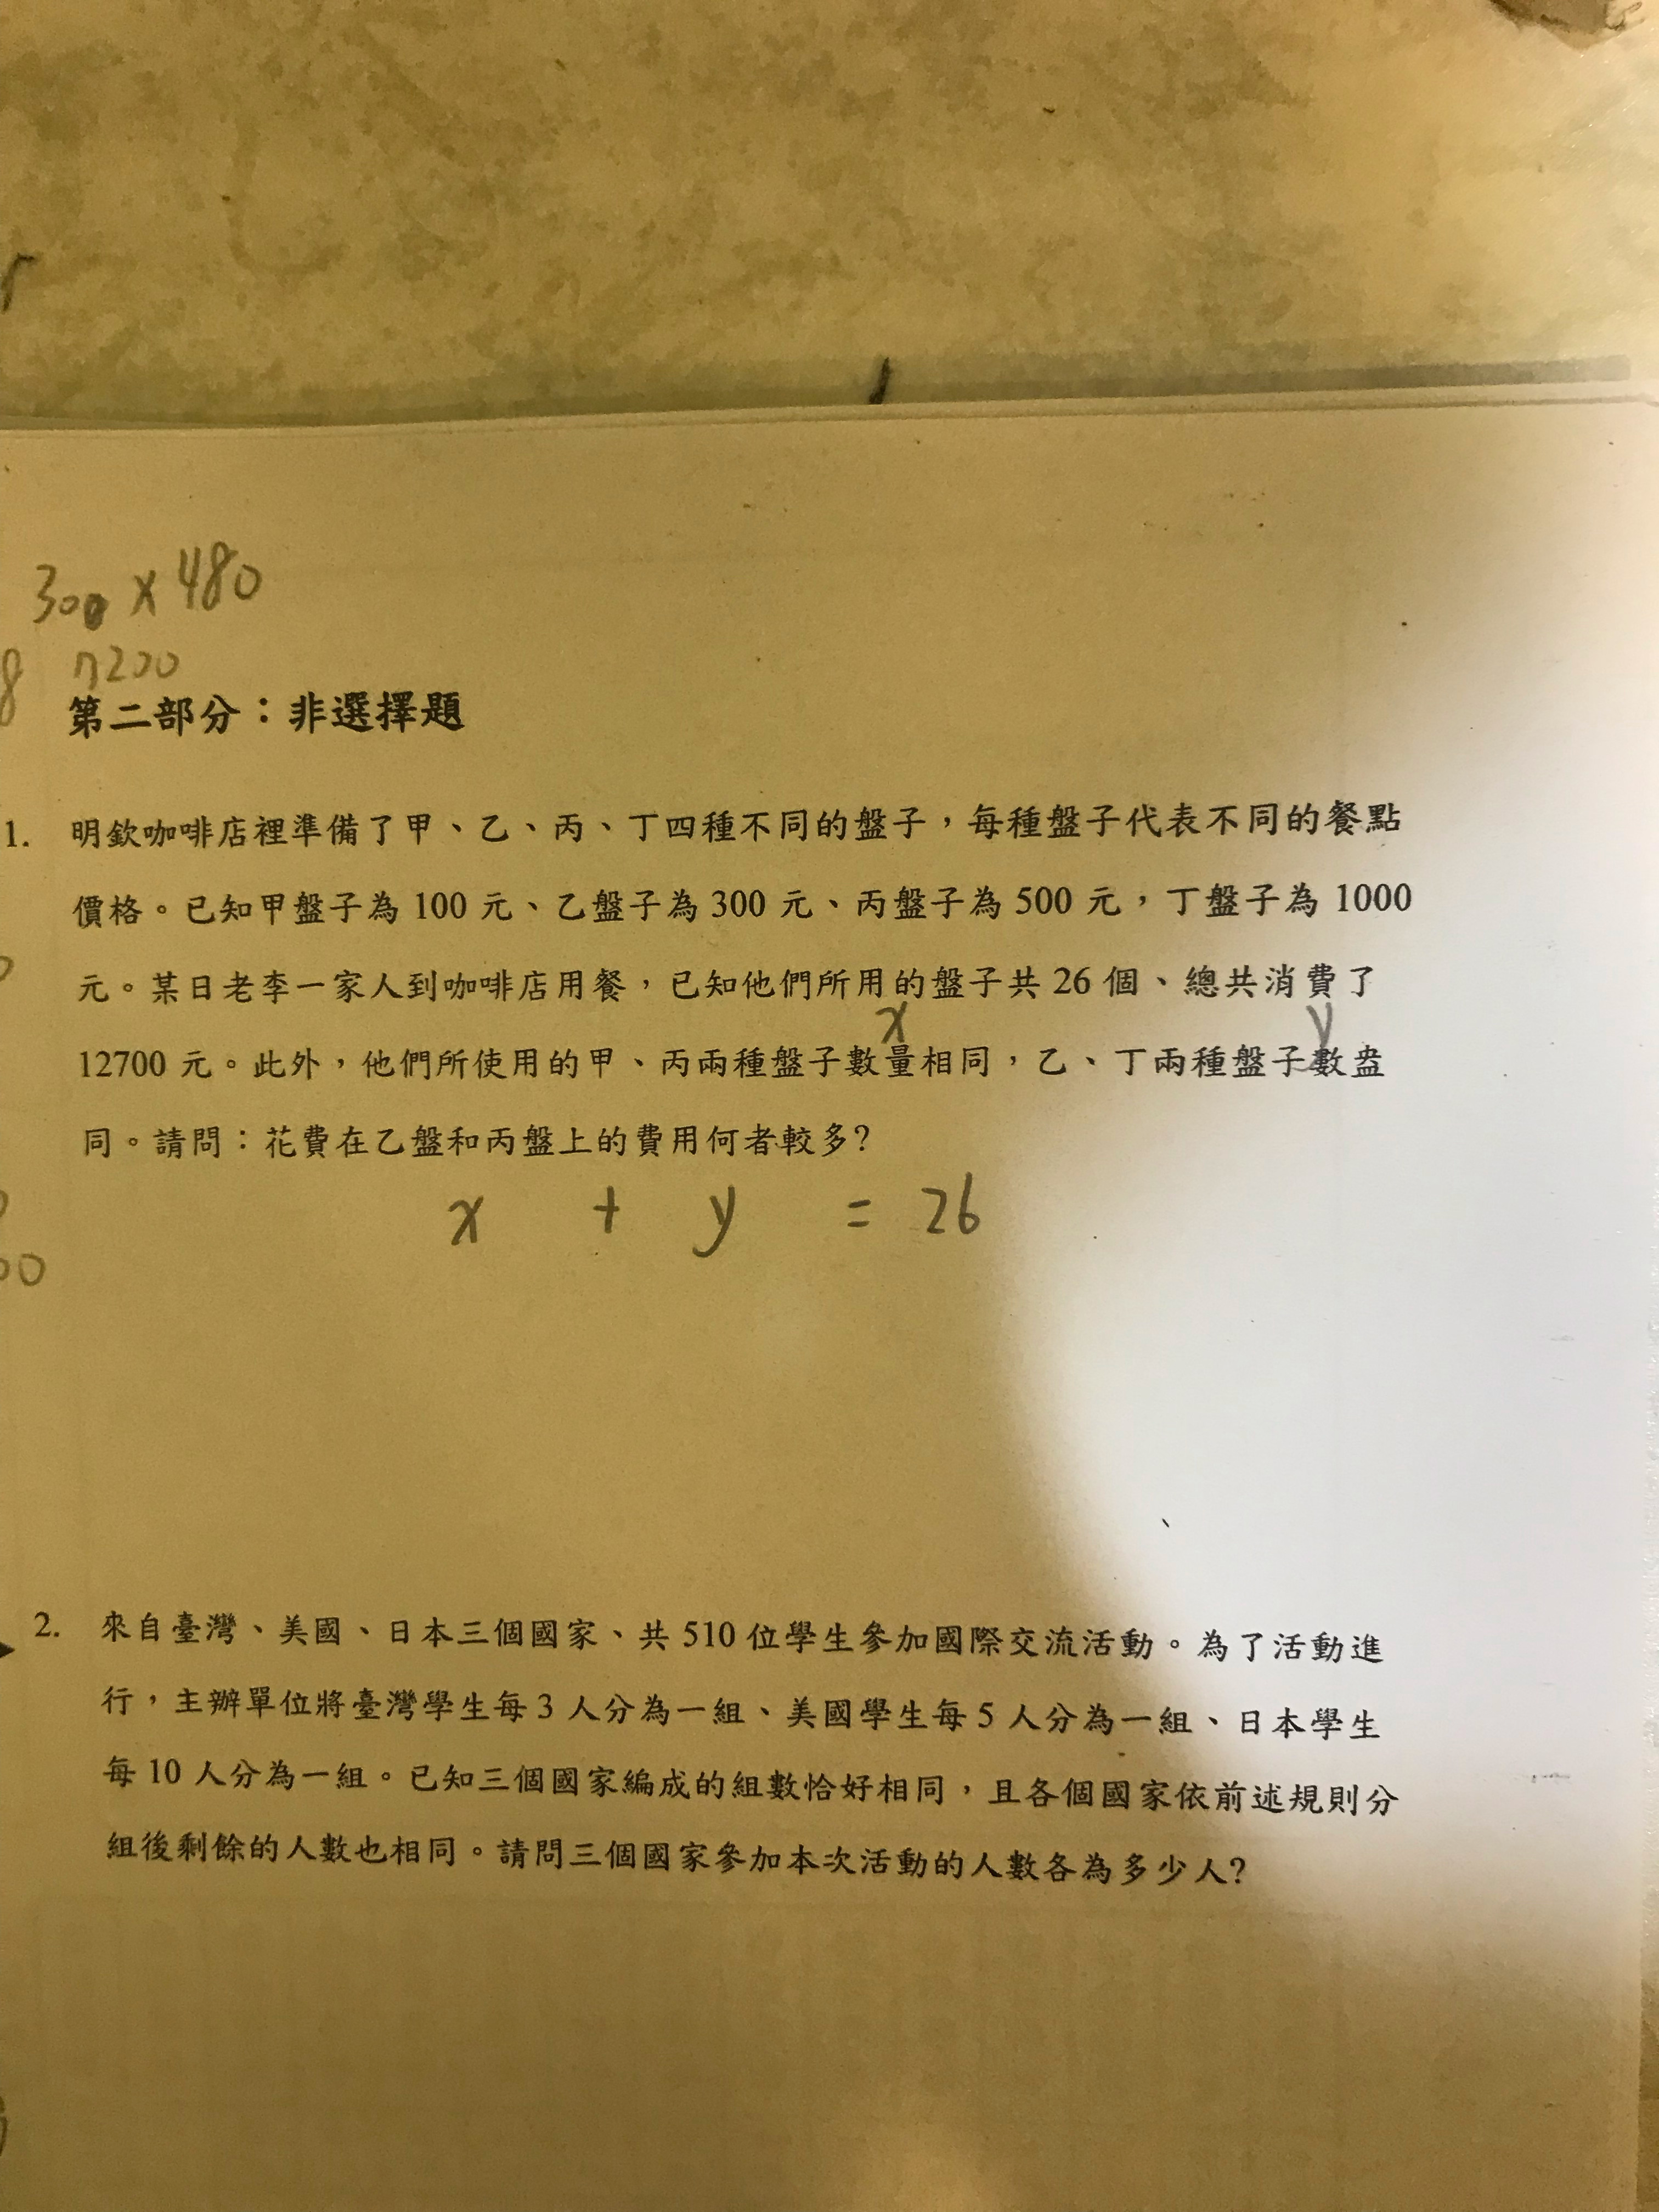 300 x 480
8 7200
第二部分：非選擇題
1. 明欽咖啡店裡準備了甲、乙、丙、丁四種不同的盤子，每種盤子代表不同的餐點
價格。已知甲盤子為 100 元、乙盤子為 300 元、丙盤子為 500 元，丁盤子為 1000
元。某日老李一家人到咖啡店用餐，已知他們所用的盤子共 26 個、總共消費了
x y
12700 元。此外，他們所使用的甲、丙兩種盤子數量相同，乙、丁兩種盤子數
同。請問：花費在乙盤和丙盤上的費用何者較多?
x + y = 26
00
2. 來自臺灣、美國、日本三個國家、共 510 位學生參加國際交流活動。為了活動進
行，主辦單位將臺灣學生每 3 人分為一組、美國學生每 5 人分為一組、日本學生
每 10 人分為一組。已知三個國家編成的組數恰好相同，且各個國家依前述規則分
組後剩餘的人數也相同。請問三個國家參加本次活動的人數各為多少人?